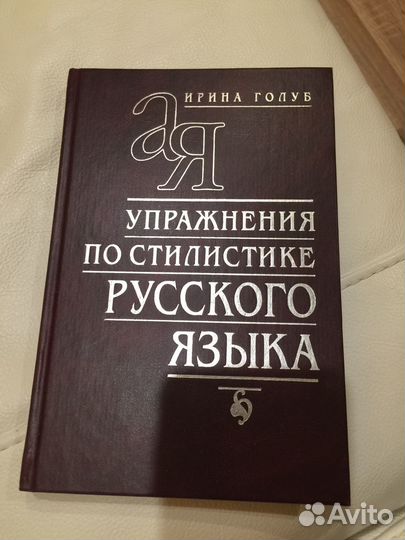 аЯ
ИРИНА ГОЛУБ
УПРАЖНЕНИЯ
ПО СТИЛИСТИКЕ
РУССКОГО
ЯЗЫКА
Avito